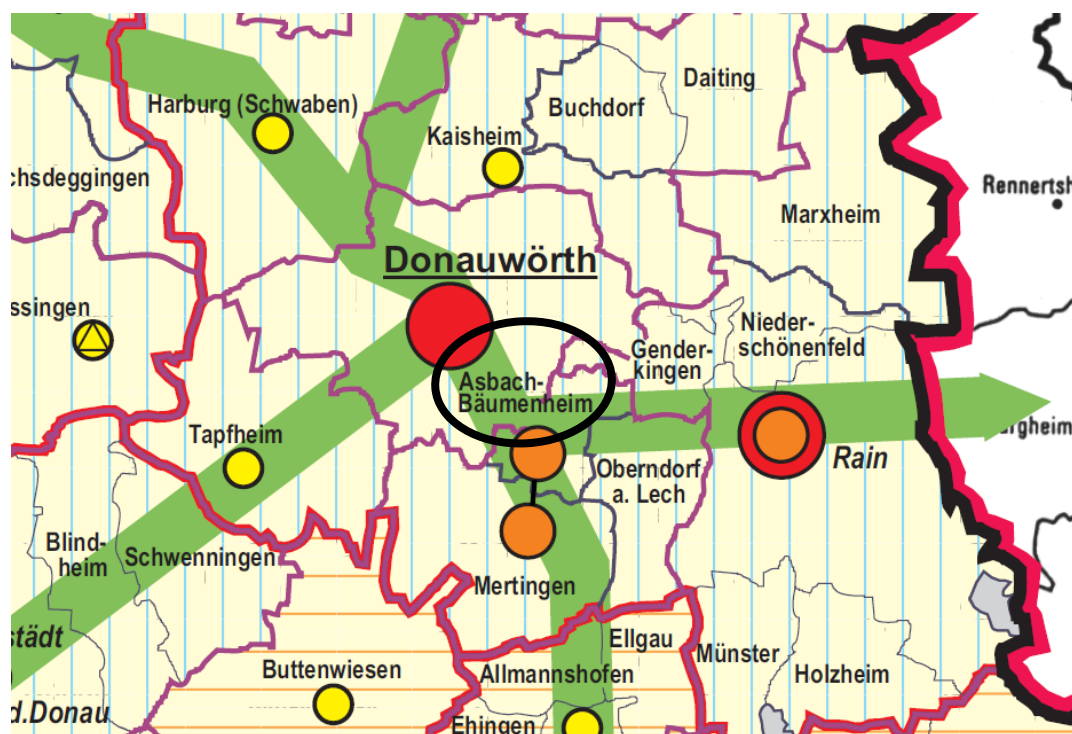 Daiting
Harburg (Schwaben)
Buchdorf
Kaisheim
chsdeggingen
Rennertsh
Marxheim
Donauwörth
ssingen
Nieder-
schönenfeld
Gender-
kingen
Asbach-
Bäumenheim
Tapfheim
urgheim
Rain
Oberndorf
a. Lech
Blind-
heim
Schwenningen
Mertingen
städt
Ellgau
Münster
Buttenwiesen
Allmannshofen
Holzheim
d.Donau
Ehingen